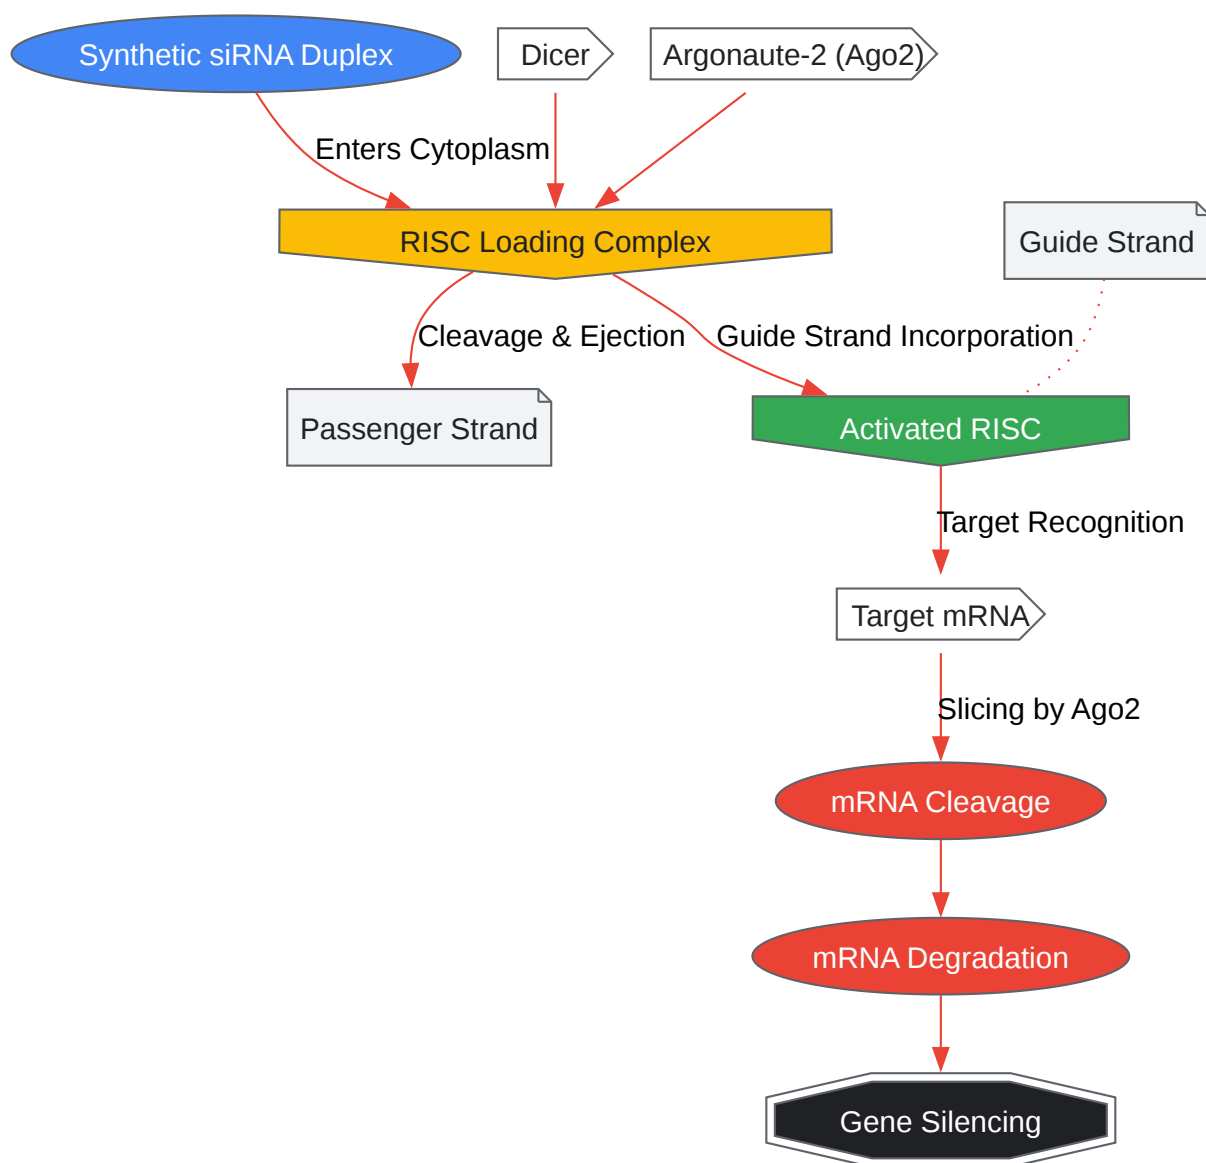 Synthetic siRNA Duplex
Dicer
Argonaute-2 (Ago2)
Enters Cytoplasm
RISC Loading Complex
Guide Strand
Cleavage & Ejection
Guide Strand Incorporation
Passenger Strand
Activated RISC
Target Recognition
Target mRNA
Slicing by Ago2
mRNA Cleavage
mRNA Degradation
Gene Silencing